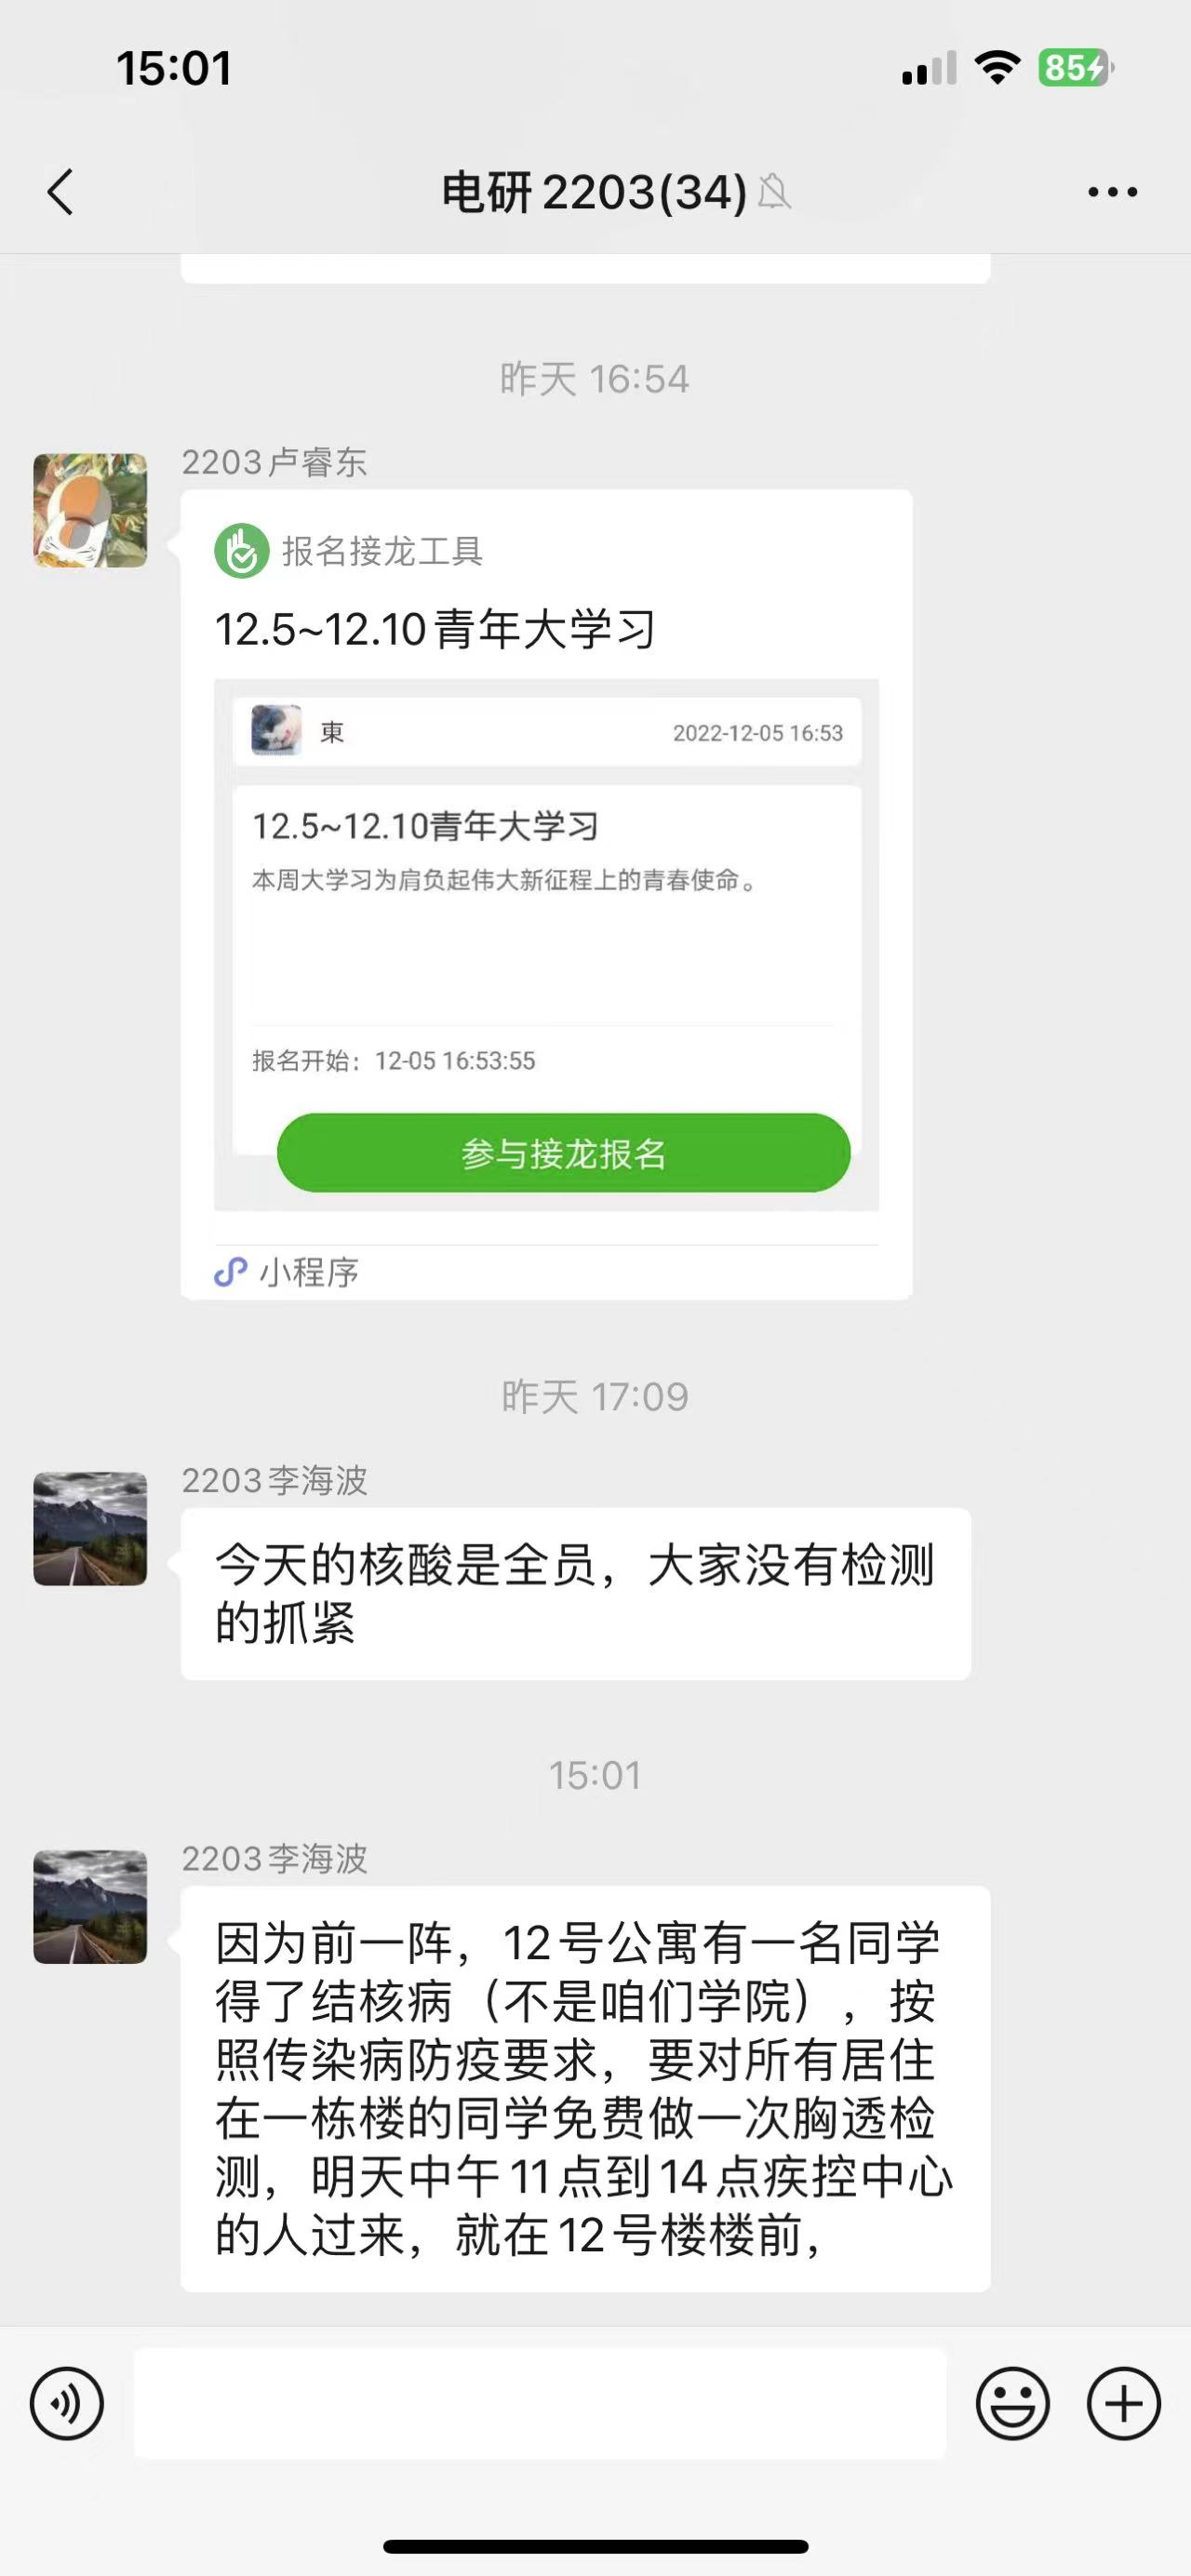 15:01
85
电研2203(34)
昨天 16:54
2203卢睿东
报名接龙工具
12.5~12.10青年大学习
東
2022-12-05 16:53
12.5~12.10青年大学习
本周大学习为肩负起伟大新征程上的青春使命。
报名开始：12-05 16:53:55
参与接龙报名
小程序
昨天 17:09
2203李海波
今天的核酸是全员，大家没有检测
的抓紧
15:01
2203李海波
因为前一阵，12号公寓有一名同学
得了结核病（不是咱们学院），按
照传染病防疫要求，要对所有居住
在一栋楼的同学免费做一次胸透检
测，明天中午11点到14点疾控中心
的人过来，就在12号楼楼前，